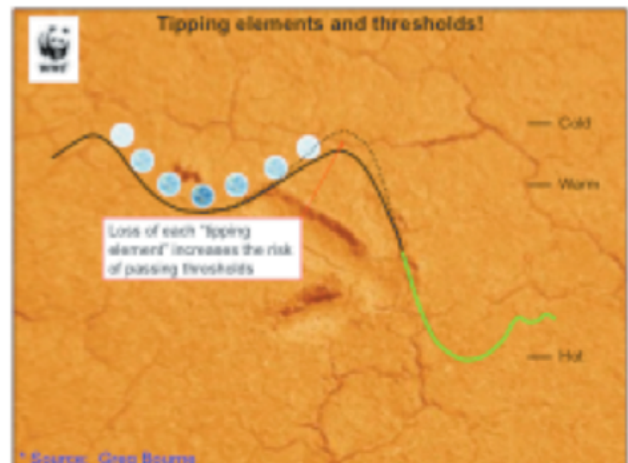 Tipping elements and thresholds!
WWF
Cold
Warm
Loss of each "tipping
element" increases the risk
of passing thresholds
Hot
* Source: Greg Bourne